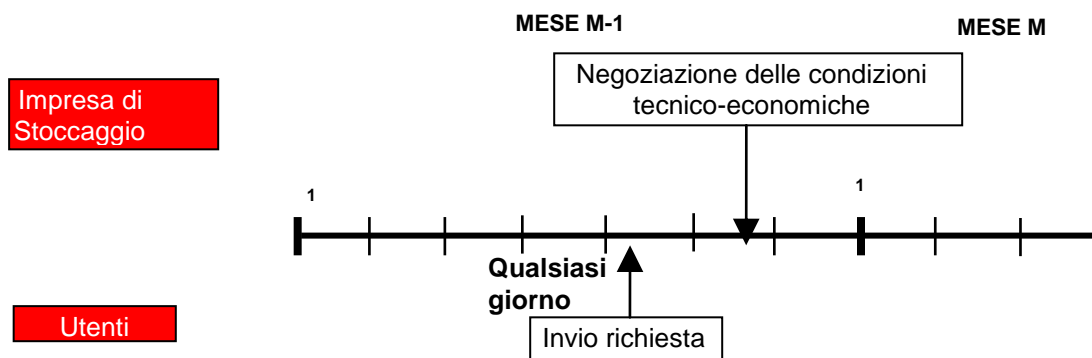 MESE M-1
MESE M
Negoziazione delle condizioni
tecnico-economiche
Impresa di
Stoccaggio
1
1
Qualsiasi
giorno
Invio richiesta
Utenti